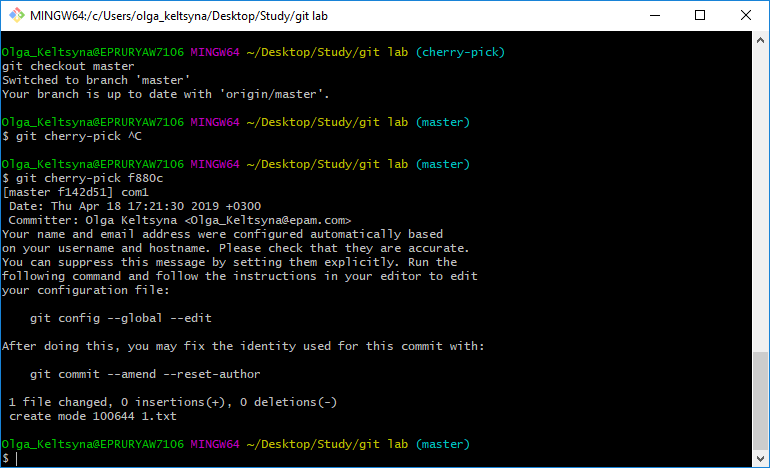 MINGW64:/c/Users/olga_keltsyna/Desktop/Study/git lab
Olga_Keltsyna@EPRURYAW7106 MINGW64 ~/Desktop/Study/git lab (cherry-pick)
git checkout master
Switched to branch 'master'
Your branch is up to date with 'origin/master'.
Olga_Keltsyna@EPRURYAW7106 MINGW64 ~/Desktop/Study/git lab (master)
$ git cherry-pick ^C
Olga_Keltsyna@EPRURYAW7106 MINGW64 ~/Desktop/Study/git lab (master)
$ git cherry-pick f880c
[master f142d51] com1
 Date: Thu Apr 18 17:21:30 2019 +0300
 Committer: Olga Keltsyna <Olga_Keltsyna@epam.com>
Your name and email address were configured automatically based
on your username and hostname. Please check that they are accurate.
You can suppress this message by setting them explicitly. Run the
following command and follow the instructions in your editor to edit
your configuration file:
    git config --global --edit
After doing this, you may fix the identity used for this commit with:
    git commit --amend --reset-author
 1 file changed, 0 insertions(+), 0 deletions(-)
 create mode 100644 1.txt
Olga_Keltsyna@EPRURYAW7106 MINGW64 ~/Desktop/Study/git lab (master)
$